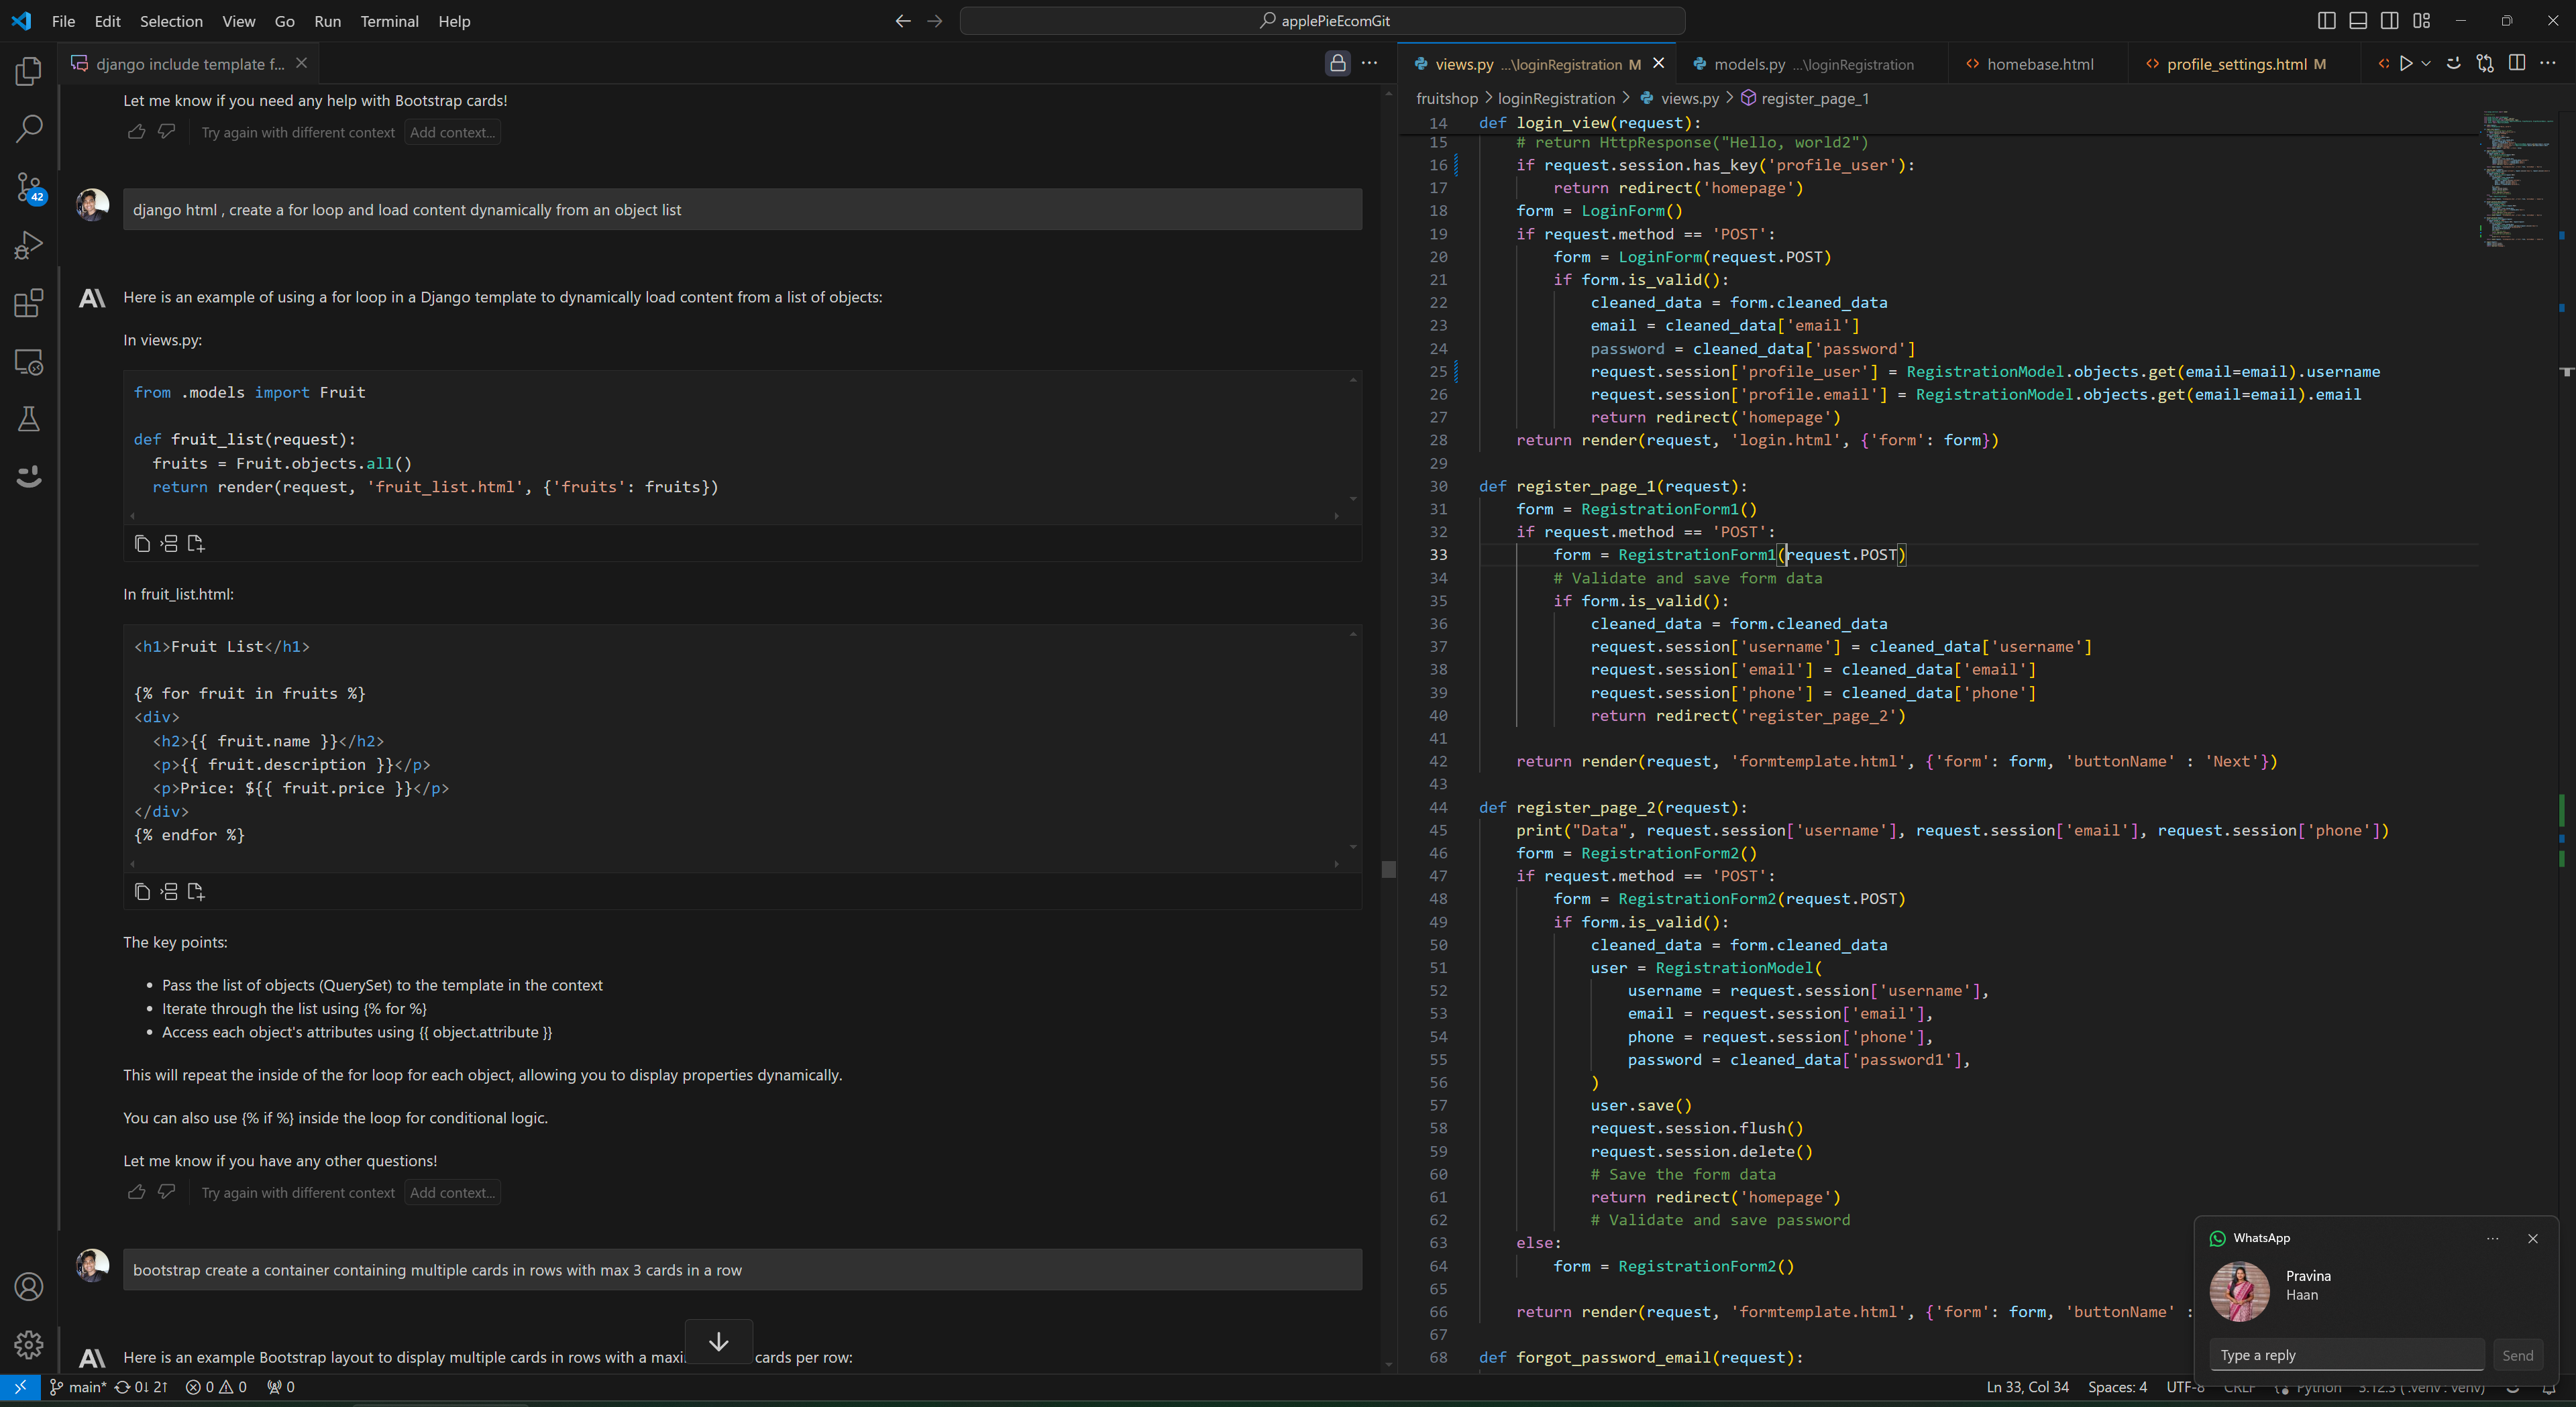 File Edit Selection View Go Run Terminal Help
applePieEcomGit
django include template f...
Let me know if you need any help with Bootstrap cards!
Try again with different context Add context...
django html , create a for loop and load content dynamically from an object list
Here is an example of using a for loop in a Django template to dynamically load content from a list of objects:
In views.py:
from .models import Fruit
def fruit_list(request):
fruits = Fruit.objects.all()
return render(request, 'fruit_list.html', {'fruits': fruits})
In fruit_list.html:
<h1>Fruit List</h1>
{% for fruit in fruits %}
<div>
<h2>{{ fruit.name }}</h2>
<p>{{ fruit.description }}</p>
<p>Price: ${{ fruit.price }}</p>
</div>
{% endfor %}
The key points:
• Pass the list of objects (QuerySet) to the template in the context
• Iterate through the list using {% for %}
• Access each object's attributes using {{ object.attribute }}
This will repeat the inside of the for loop for each object, allowing you to display properties dynamically.
You can also use {% if %} inside the loop for conditional logic.
Let me know if you have any other questions!
Try again with different context Add context...
bootstrap create a container containing multiple cards in rows with max 3 cards in a row
Here is an example Bootstrap layout to display multiple cards in rows with a maxi cards per row:
42
views.py ...\loginRegistration M models.py ...\loginRegistration homebase.html profile_settings.html M
fruitshop > loginRegistration > views.py > register_page_1
14 def login_view(request):
15 # return HttpResponse("Hello, world2")
16 if request.session.has_key('profile_user'):
17 return redirect('homepage')
18 form = LoginForm()
19 if request.method == 'POST':
20 form = LoginForm(request.POST)
21 if form.is_valid():
22 cleaned_data = form.cleaned_data
23 email = cleaned_data['email']
24 password = cleaned_data['password']
25 request.session['profile_user'] = RegistrationModel.objects.get(email=email).username
26 request.session['profile.email'] = RegistrationModel.objects.get(email=email).email
27 return redirect('homepage')
28 return render(request, 'login.html', {'form': form})
29
30 def register_page_1(request):
31 form = RegistrationForm1()
32 if request.method == 'POST':
33 form = RegistrationForm1(request.POST)
34 # Validate and save form data
35 if form.is_valid():
36 cleaned_data = form.cleaned_data
37 request.session['username'] = cleaned_data['username']
38 request.session['email'] = cleaned_data['email']
39 request.session['phone'] = cleaned_data['phone']
40 return redirect('register_page_2')
41
42 return render(request, 'formtemplate.html', {'form': form, 'buttonName' : 'Next'})
43
44 def register_page_2(request):
45 print("Data", request.session['username'], request.session['email'], request.session['phone'])
46 form = RegistrationForm2()
47 if request.method == 'POST':
48 form = RegistrationForm2(request.POST)
49 if form.is_valid():
50 cleaned_data = form.cleaned_data
51 user = RegistrationModel(
52 username = request.session['username'],
53 email = request.session['email'],
54 phone = request.session['phone'],
55 password = cleaned_data['password1'],
56 )
57 user.save()
58 request.session.flush()
59 request.session.delete()
60 # Save the form data
61 return redirect('homepage')
62 # Validate and save password
63 else:
64 form = RegistrationForm2()
65
66 return render(request, 'formtemplate.html', {'form': form, 'buttonName' :
67
68 def forgot_password_email(request):
WhatsApp
Pravina
Haan
Type a reply Send
main* 0↓ 2↑ 0 0 0
Ln 33, Col 34 Spaces: 4 UTF-8 CRLF Python 3.12.3 ('.venv': venv)